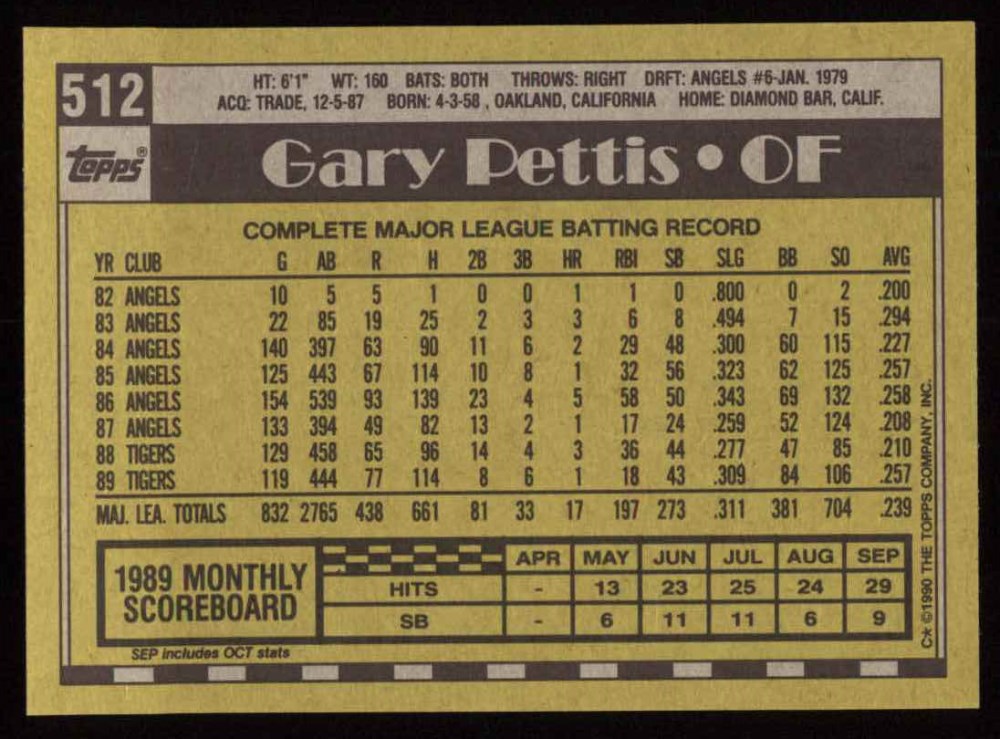 512
HT: 6'1" WT: 160 BATS: BOTH THROWS: RIGHT DRFT: ANGELS #6-JAN. 1979
ACQ: TRADE, 12-5-87 BORN: 4-3-58 , OAKLAND, CALIFORNIA HOME: DIAMOND BAR, CALIF.
topps®
Gary Pettis • OF
COMPLETE MAJOR LEAGUE BATTING RECORD
YR CLUB G AB R H 2B 3B HR RBI SB SLG BB SO AVG
82 ANGELS 10 5 5 1 0 0 1 1 0 .800 0 2 .200
83 ANGELS 22 85 19 25 2 3 3 6 8 .494 7 15 .294
84 ANGELS 140 397 63 90 11 6 2 29 48 .300 60 115 .227
85 ANGELS 125 443 67 114 10 8 1 32 56 .323 62 125 .257
86 ANGELS 154 539 93 139 23 4 5 58 50 .343 69 132 .258
87 ANGELS 133 394 49 82 13 2 1 17 24 .259 52 124 .208
88 TIGERS 129 458 65 96 14 4 3 36 44 .277 47 85 .210
89 TIGERS 119 444 77 114 8 6 1 18 43 .309 84 106 .257
MAJ. LEA. TOTALS 832 2765 438 661 81 33 17 197 273 .311 381 704 .239
1989 MONTHLY
SCOREBOARD
APR MAY JUN JUL AUG SEP
HITS - 13 23 25 24 29
SB - 6 11 11 6 9
SEP includes OCT stats
C* ©1990 THE TOPPS COMPANY, INC.